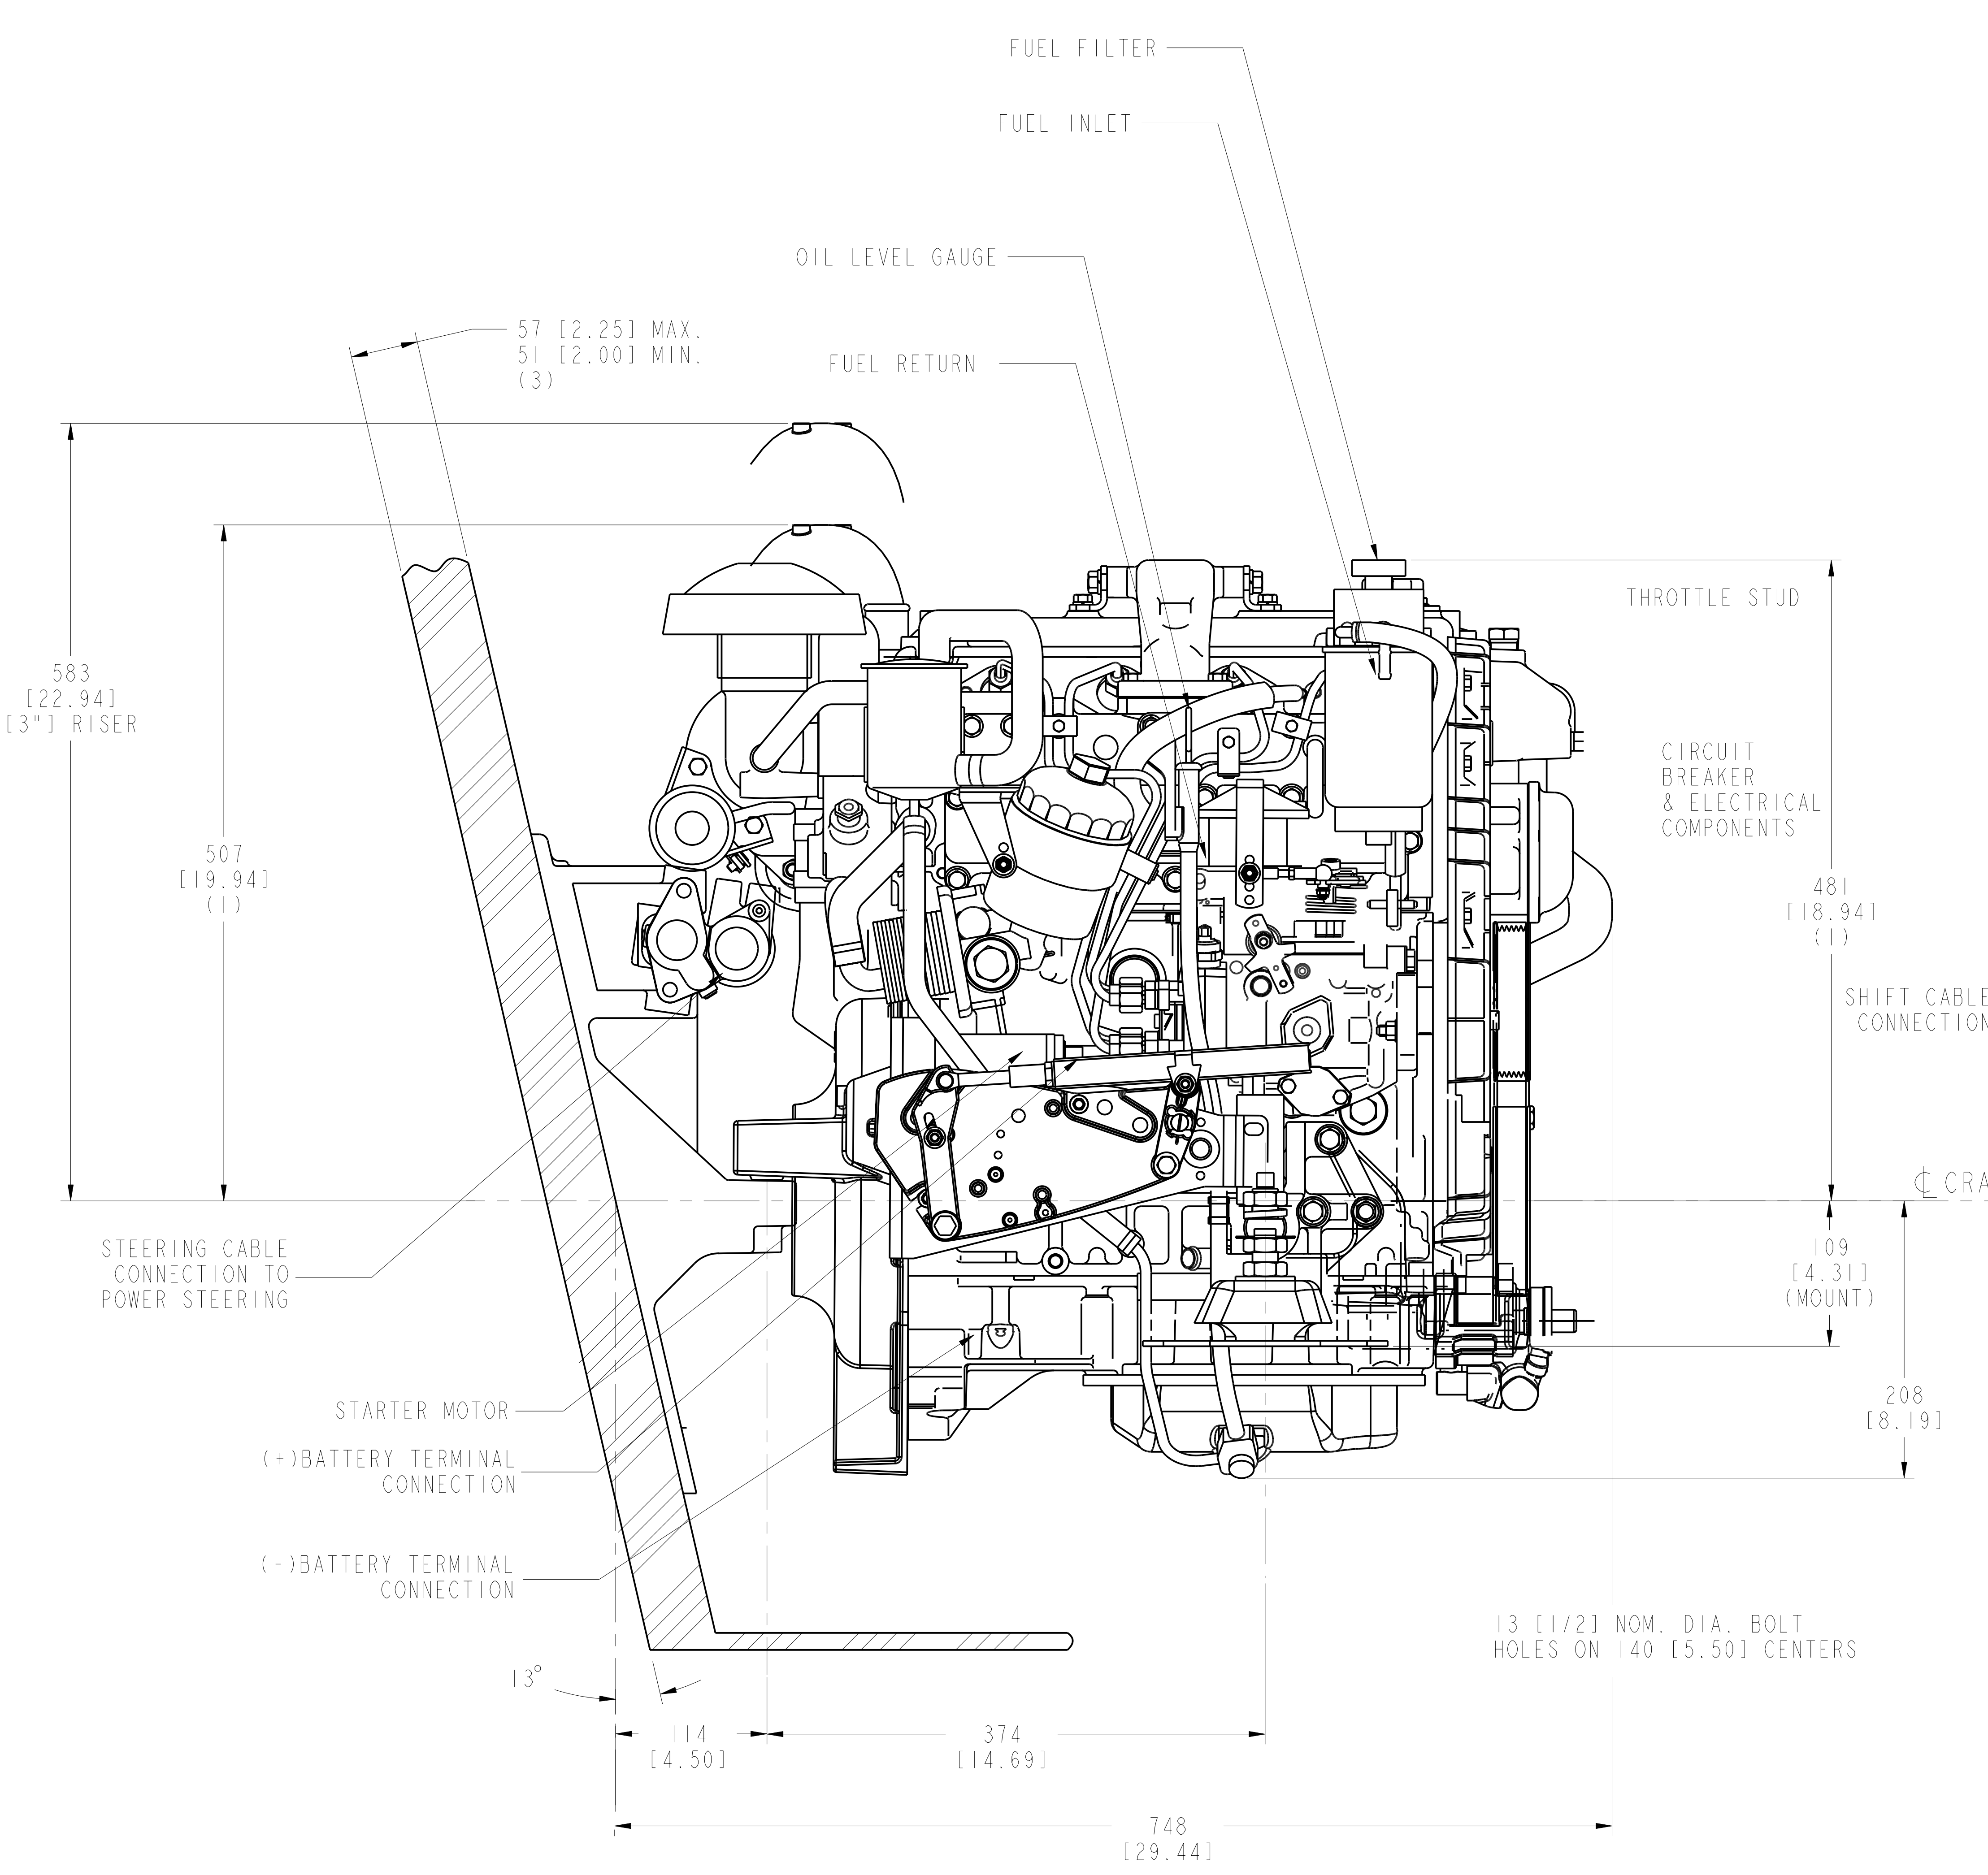 FUEL FILTER
FUEL INLET
OIL LEVEL GAUGE
57 [2.25] MAX.
51 [2.00] MIN.
(3)
FUEL RETURN
THROTTLE STUD
583
[22.94]
[3"] RISER
CIRCUIT
BREAKER
& ELECTRICAL
COMPONENTS
507
[19.94]
(1)
481
[18.94]
(1)
SHIFT CABLE
CONNECTION
℄ CRA
STEERING CABLE
CONNECTION TO
POWER STEERING
109
[4.31]
(MOUNT)
208
[8.19]
STARTER MOTOR
(+)BATTERY TERMINAL
CONNECTION
(-)BATTERY TERMINAL
CONNECTION
13 [1/2] NOM. DIA. BOLT
HOLES ON 140 [5.50] CENTERS
13°
114
[4.50]
374
[14.69]
748
[29.44]